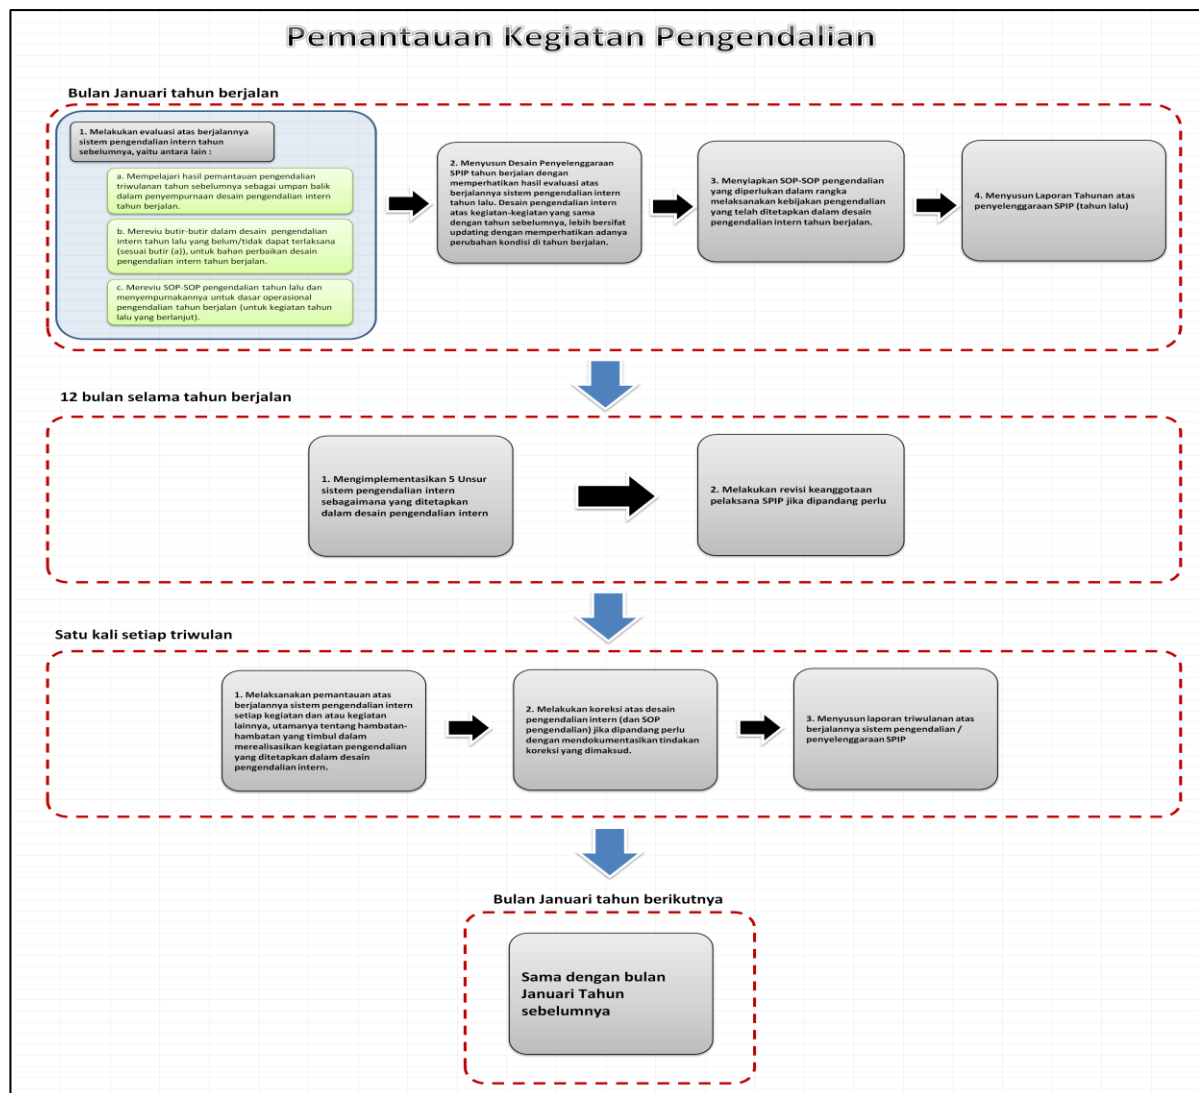 Pemantauan Kegiatan Pengendalian
Bulan Januari tahun berjalan
1. Melakukan evaluasi atas berjalannya
sistem pengendalian intern tahun
sebelumnya, yaitu antara lain :
a. Mempelajari hasil pemantauan pengendalian
triwulanan tahun sebelumnya sebagai umpan balik
dalam penyempurnaan desain pengendalian intern
tahun berjalan.
b. Mereviu butir-butir dalam desain pengendalian
intern tahun lalu yang belum/tidak dapat terlaksana
(sesuai butir (a)), untuk bahan perbaikan desain
pengendalian intern tahun berjalan.
c. Mereviu SOP-SOP pengendalian tahun lalu dan
menyempurnakannya untuk dasar operasional
pengendalian tahun berjalan (untuk kegiatan tahun
lalu yang berlanjut).
2. Menyusun Desain Penyelenggaraan
SPIP tahun berjalan dengan
memperhatikan hasil evaluasi atas
berjalannya sistem pengendalian intern
tahun lalu. Desain pengendalian intern
atas kegiatan-kegiatan yang sama
dengan tahun sebelumnya, lebih bersifat
updating dengan memperhatikan adanya
perubahan kondisi di tahun berjalan.
3. Menyiapkan SOP-SOP pengendalian
yang diperlukan dalam rangka
melaksanakan kebijakan pengendalian
yang telah ditetapkan dalam desain
pengendalian intern tahun berjalan.
4. Menyusun Laporan Tahunan atas
penyelenggaraan SPIP (tahun lalu)
12 bulan selama tahun berjalan
1. Mengimplementasikan 5 Unsur
sistem pengendalian intern
sebagaimana yang ditetapkan
dalam desain pengendalian intern
2. Melakukan revisi keanggotaan
pelaksana SPIP jika dipandang perlu
Satu kali setiap triwulan
1. Melaksanakan pemantauan atas
berjalannya sistem pengendalian intern
setiap kegiatan dan atau kegiatan
lainnya, utamanya tentang hambatan-
hambatan yang timbul dalam
merealisasikan kegiatan pengendalian
yang ditetapkan dalam desain
pengendalian intern.
2. Melakukan koreksi atas desain
pengendalian intern (dan SOP
pengendalian) jika dipandang perlu
dengan mendokumentasikan tindakan
koreksi yang dimaksud.
3. Menyusun laporan triwulanan atas
berjalannya sistem pengendalian /
penyelenggaraan SPIP
Bulan Januari tahun berikutnya
Sama dengan bulan
Januari Tahun
sebelumnya